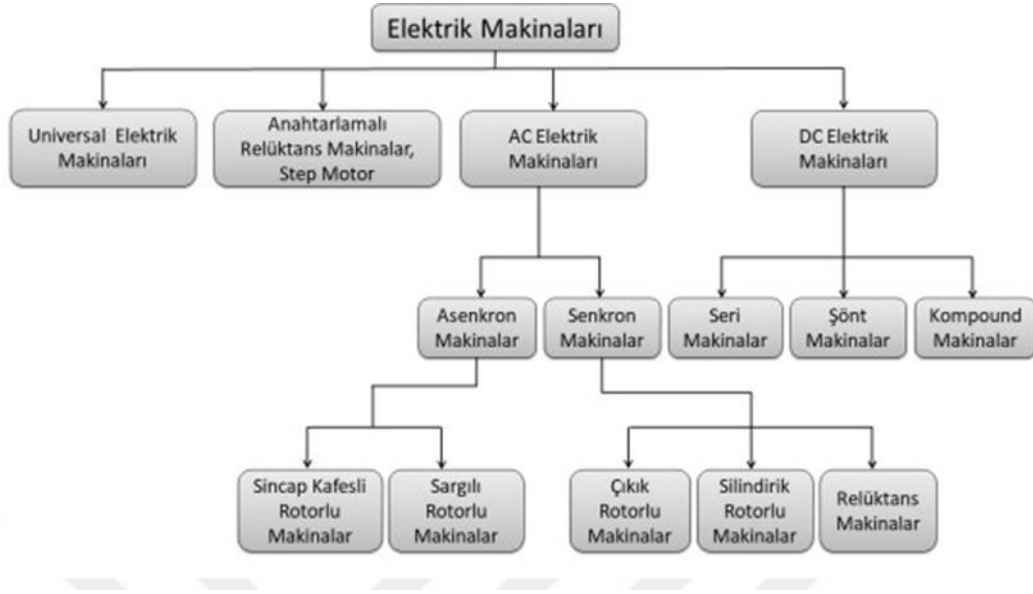 Elektrik Makinaları
Universal Elektrik
Makinaları
Anahtarlamalı
Relüktans Makinalar,
Step Motor
AC Elektrik
Makinaları
DC Elektrik
Makinaları
Asenkron
Makinalar
Senkron
Makinalar
Seri
Makinalar
Şönt
Makinalar
Kompound
Makinalar
Sincap Kafesli
Rotorlu
Makinalar
Sargılı
Rotorlu
Makinalar
Çıkık
Rotorlu
Makinalar
Silindirik
Rotorlu
Makinalar
Relüktans
Makinalar